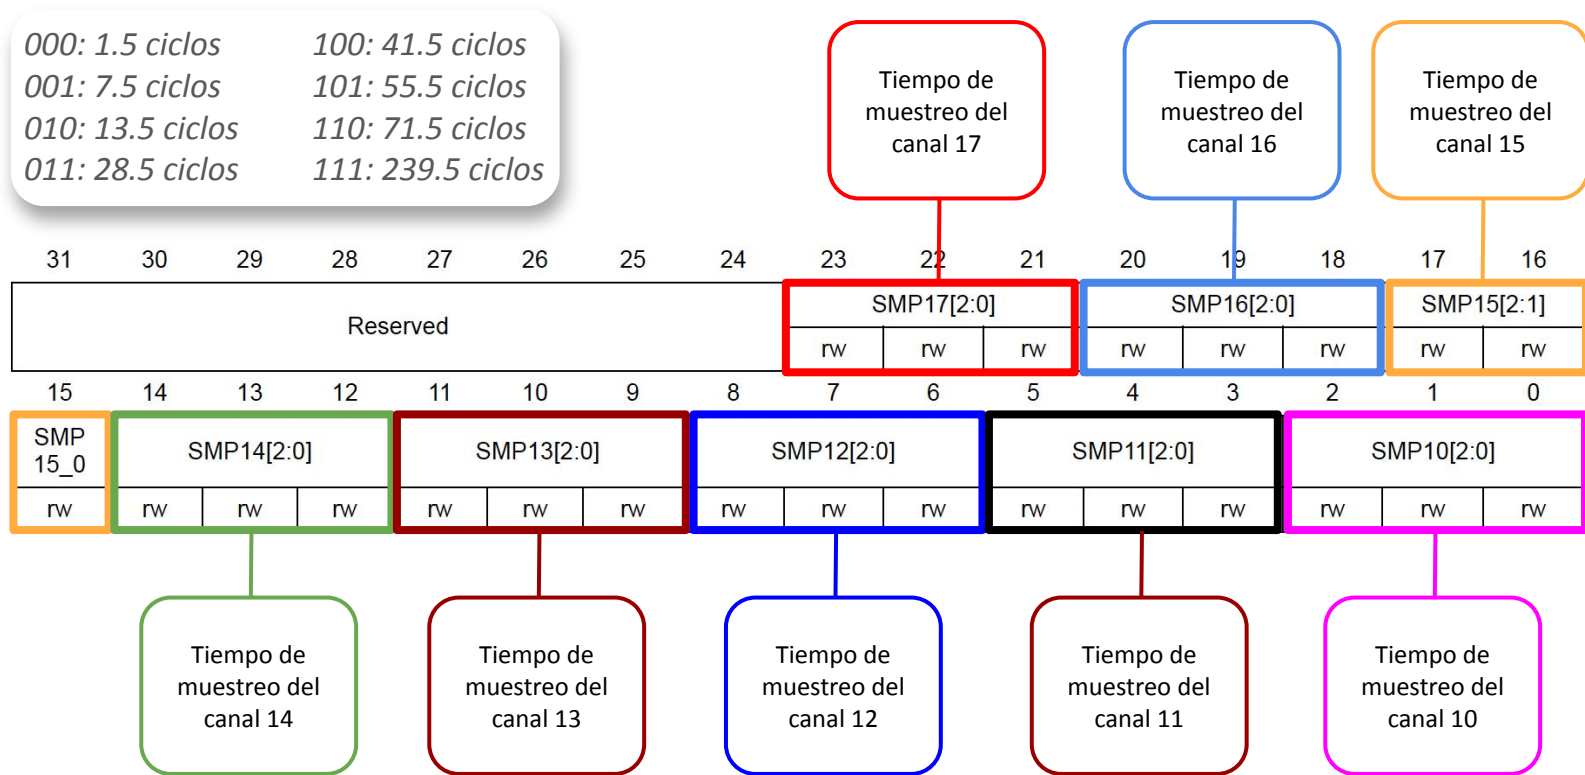 000: 1.5 ciclos 100: 41.5 ciclos
001: 7.5 ciclos 101: 55.5 ciclos
010: 13.5 ciclos 110: 71.5 ciclos
011: 28.5 ciclos 111: 239.5 ciclos
Tiempo de
muestreo del
canal 17
Tiempo de
muestreo del
canal 16
Tiempo de
muestreo del
canal 15
31 30 29 28 27 26 25 24 23 22 21 20 19 18 17 16
Reserved SMP17[2:0] SMP16[2:0] SMP15[2:1]
rw rw rw rw rw rw rw rw
15 14 13 12 11 10 9 8 7 6 5 4 3 2 1 0
SMP
15_0
SMP14[2:0] SMP13[2:0] SMP12[2:0] SMP11[2:0] SMP10[2:0]
rw rw rw rw rw rw rw rw rw rw rw rw rw rw rw rw
Tiempo de
muestreo del
canal 14
Tiempo de
muestreo del
canal 13
Tiempo de
muestreo del
canal 12
Tiempo de
muestreo del
canal 11
Tiempo de
muestreo del
canal 10